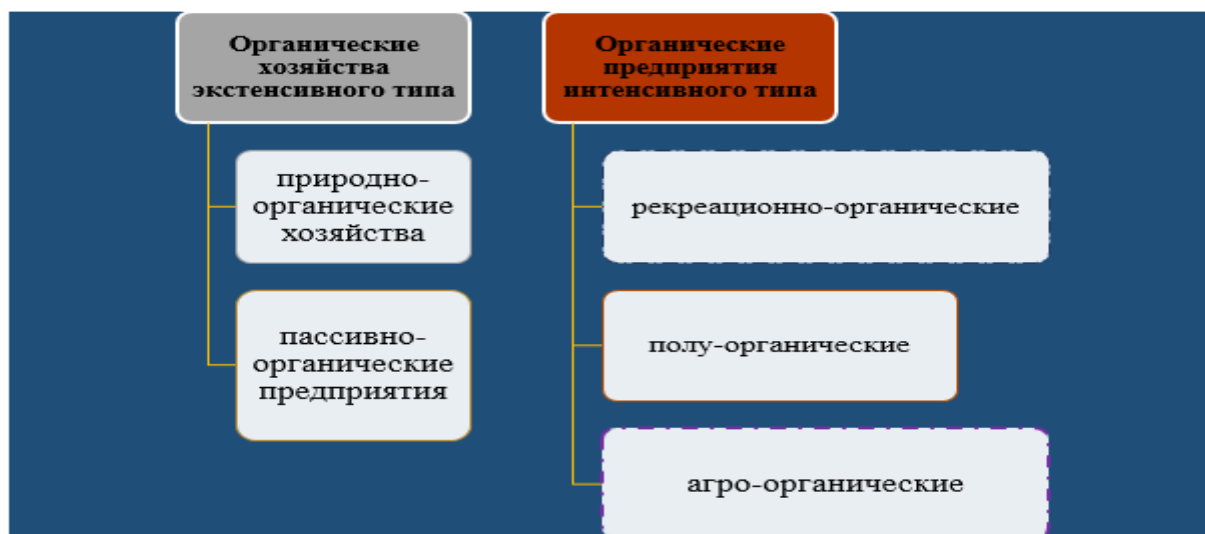 Органические
хозяйства
экстенсивного типа
природно-
органические
хозяйства
пассивно-
органические
предприятия
Органические
предприятия
интенсивного типа
рекреационно-органические
полу-органические
агро-органические